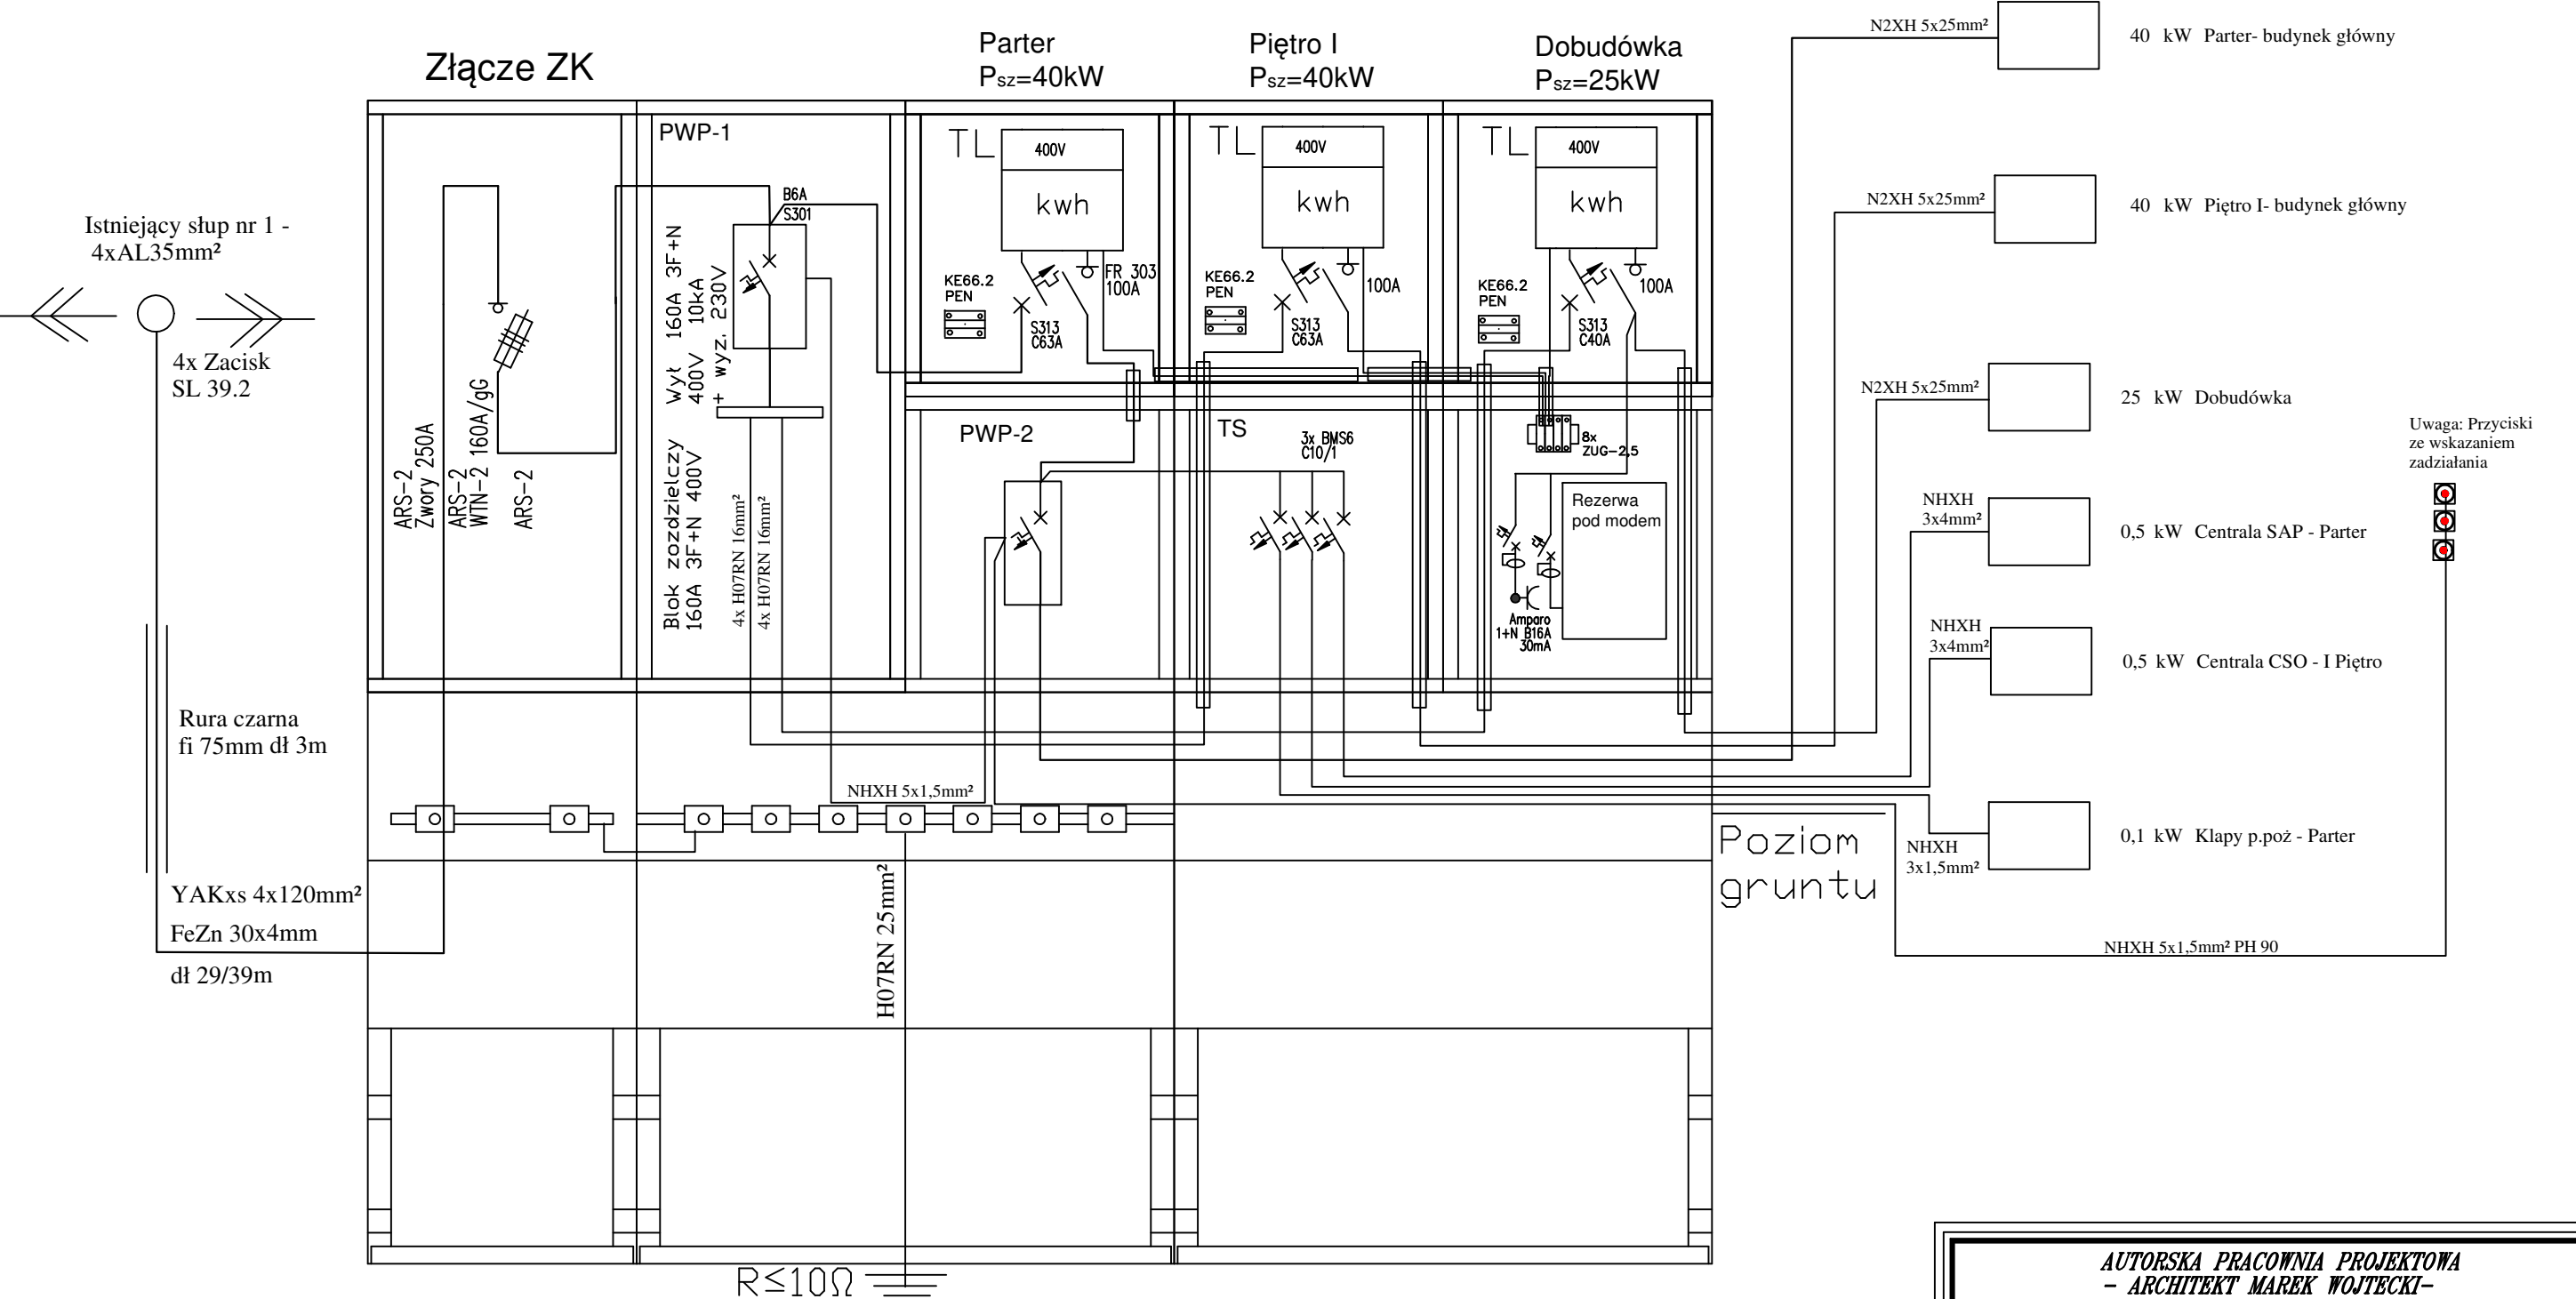 Złącze ZK
Parter
Psz=40kW
Piętro I
Psz=40kW
Dobudówka
Psz=25kW
Istniejący słup nr 1 -
4xAL35mm²
4x Zacisk
SL 39.2
Rura czarna
fi 75mm dł 3m
YAKxs 4x120mm²
FeZn 30x4mm
dł 29/39m
ARS-2
Zwory 250A
ARS-2
WTN-2 160A/gG
ARS-2
PWP-1
B6A
S301
Wył 160A 3F+N
400V 10kA
+ wyz. 230V
Blok zozdzielczy
160A 3F+N 400V
4x H07RN 16mm²
4x H07RN 16mm²
TL
400V
kwh
KE66.2
PEN
FR 303
100A
S313
C63A
TL
400V
kwh
KE66.2
PEN
100A
S313
C63A
TL
400V
kwh
KE66.2
PEN
100A
S313
C40A
PWP-2
TS
3x BMS6
C10/1
8x
ZUG-2,5
Rezerwa
pod modem
Amparo
1+N B16A
30mA
NHXH 5x1,5mm²
H07RN 25mm²
R≤10Ω
Poziom
gruntu
N2XH 5x25mm²
40 kW Parter- budynek główny
N2XH 5x25mm²
40 kW Piętro I- budynek główny
N2XH 5x25mm²
25 kW Dobudówka
NHXH
3x4mm²
0,5 kW Centrala SAP - Parter
NHXH
3x4mm²
0,5 kW Centrala CSO - I Piętro
NHXH
3x1,5mm²
0,1 kW Klapy p.poż - Parter
Uwaga: Przyciski
ze wskazaniem
zadziałania
NHXH 5x1,5mm² PH 90
AUTORSKA PRACOWNIA PROJEKTOWA
- ARCHITEKT MAREK WOJTECKI-